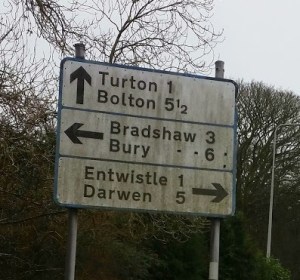 Turton 1
Bolton 5½
Bradshaw 3
Bury - - 6 .
Entwistle 1
Darwen 5